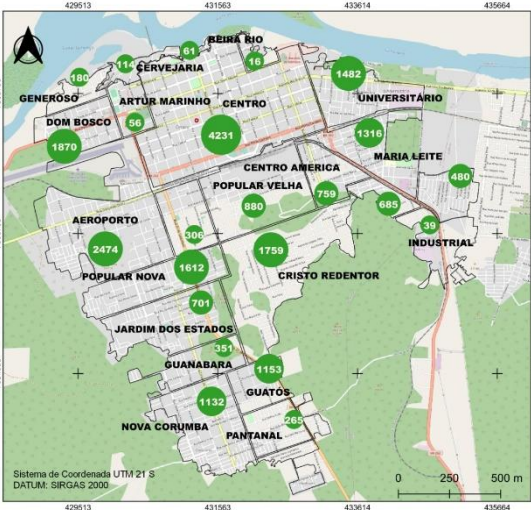 429513 431563 433614 435664
BEIRA RIO
61
114
16
CERVEJARIA
180
1482
GENEROSO
ARTUR MARINHO
CENTRO
UNIVERSITÁRIO
DOM BOSCO
56
4231
1316
1870
MARIA LEITE
CENTRO AMERICA
480
POPULAR VELHA
759
880
685
AEROPORTO
39
306
INDUSTRIAL
2474
1759
1612
POPULAR NOVA
CRISTO REDENTOR
701
JARDIM DOS ESTADOS
351
GUANABARA
1153
GUATÓS
1132
265
NOVA CORUMBA
PANTANAL
Sistema de Coordenada UTM 21 S
DATUM: SIRGAS 2000
0 250 500 m
429513 431563 433614 435664